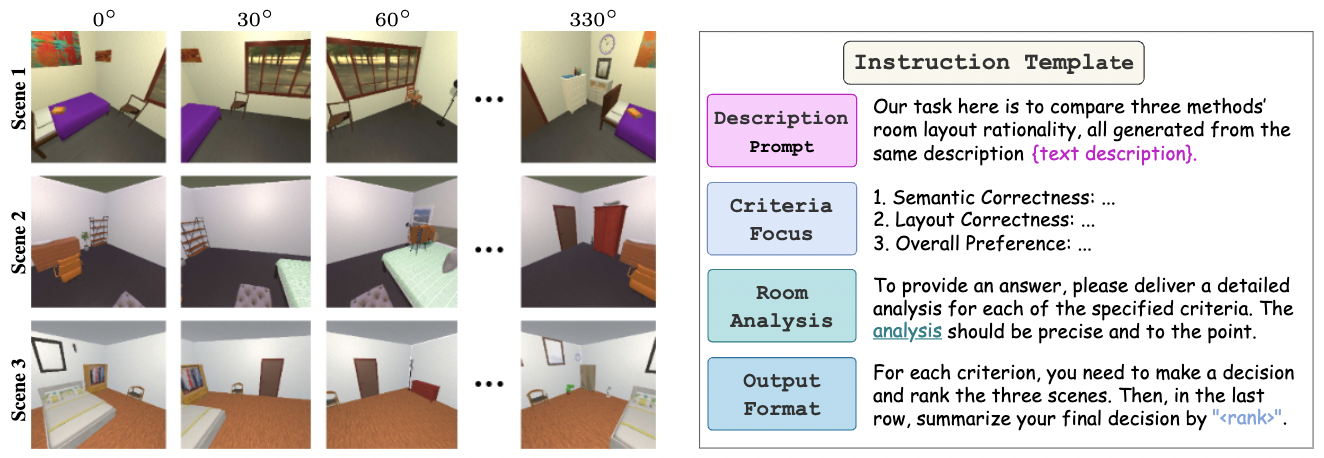 0° 30° 60° 330°
Scene 1
•••
Scene 2
•••
Scene 3
•••
Instruction Template
Description
Prompt
Our task here is to compare three methods’
room layout rationality, all generated from the
same description {text description}.
Criteria
Focus
1. Semantic Correctness: ...
2. Layout Correctness: ...
3. Overall Preference: ...
Room
Analysis
To provide an answer, please deliver a detailed
analysis for each of the specified criteria. The
analysis should be precise and to the point.
Output
Format
For each criterion, you need to make a decision
and rank the three scenes. Then, in the last
row, summarize your final decision by "<rank>".